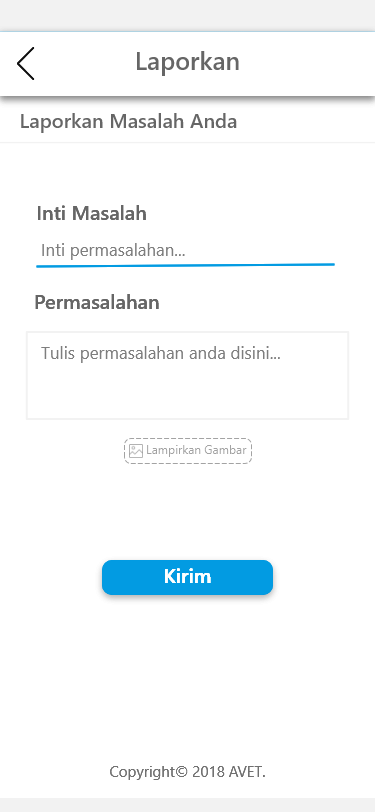 Laporkan
Laporkan Masalah Anda
Inti Masalah
Inti permasalahan...
Permasalahan
Tulis permasalahan anda disini...
Lampirkan Gambar
Kirim
Copyright© 2018 AVET.